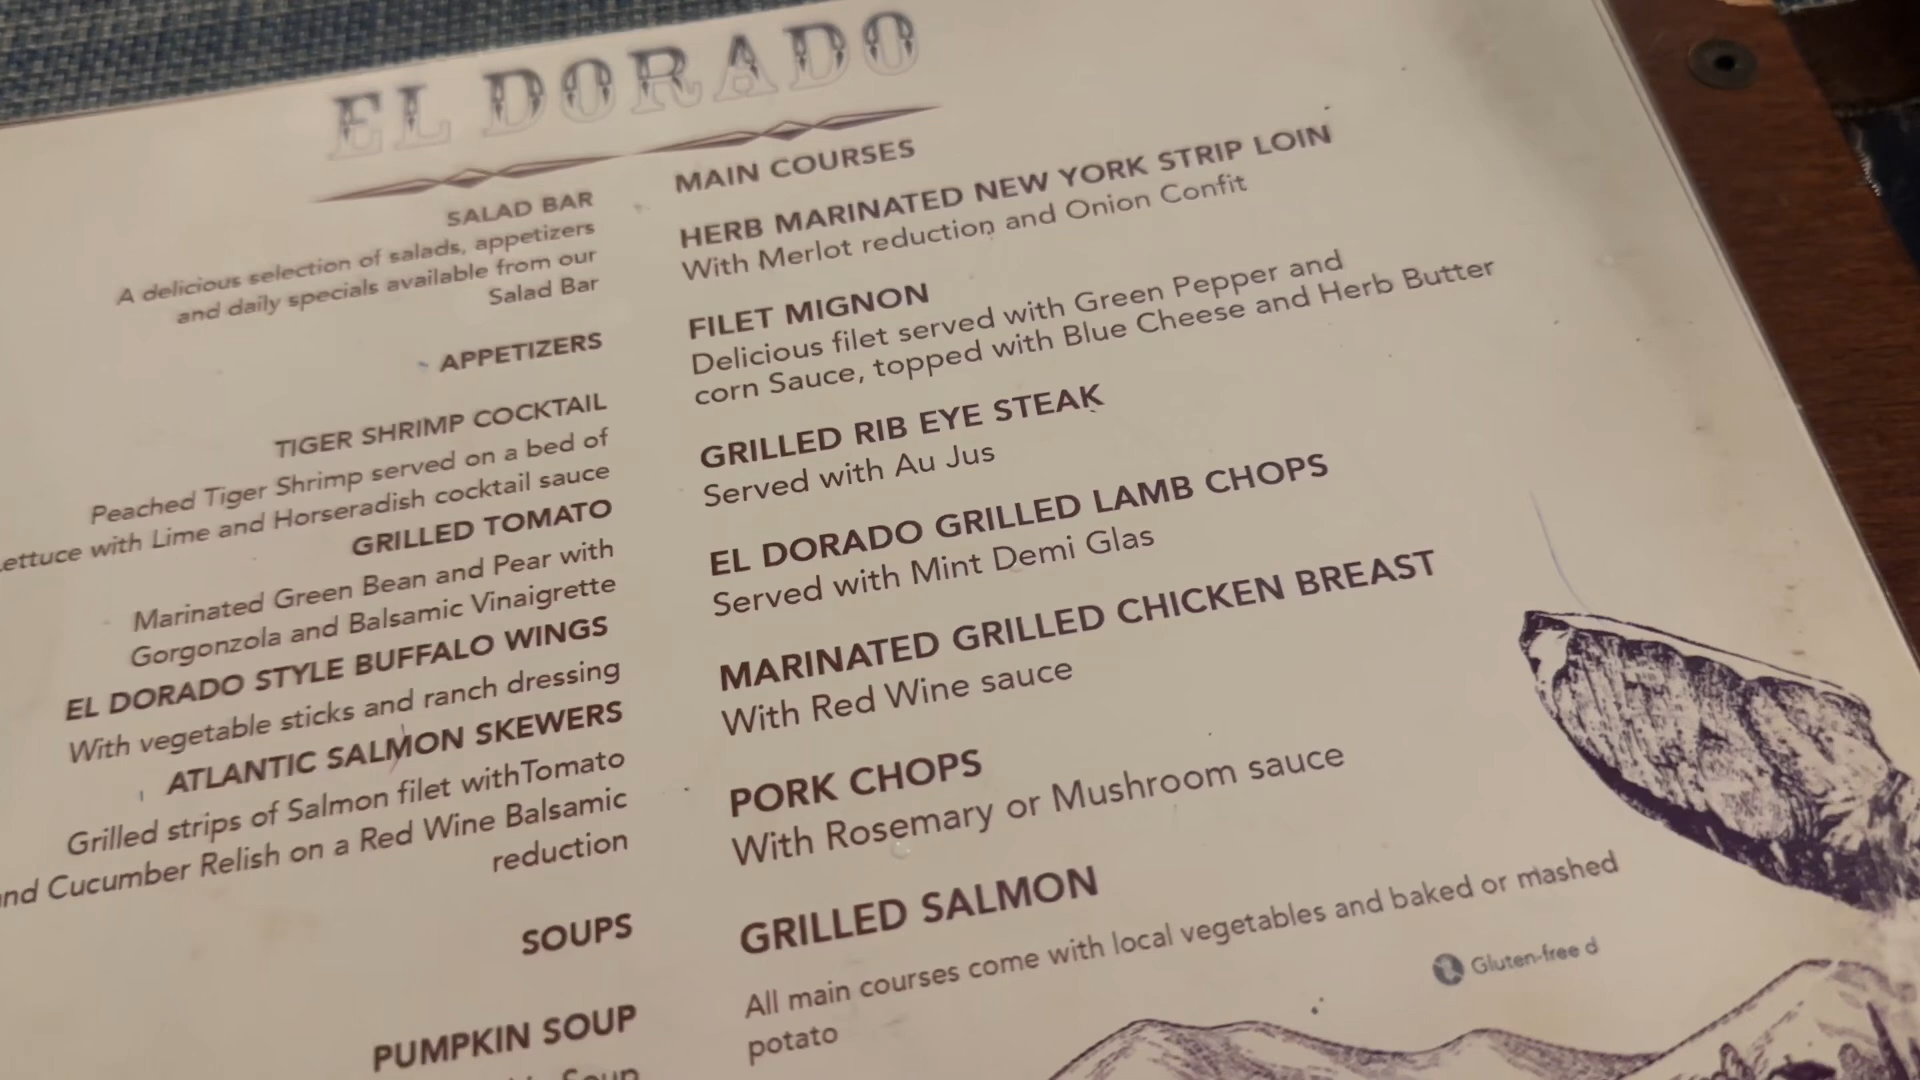 EL DORADO
SALAD BAR
A delicious selection of salads, appetizers
and daily specials available from our
Salad Bar
APPETIZERS
TIGER SHRIMP COCKTAIL
Peached Tiger Shrimp served on a bed of
Lettuce with Lime and Horseradish cocktail sauce
GRILLED TOMATO
Marinated Green Bean and Pear with
Gorgonzola and Balsamic Vinaigrette
EL DORADO STYLE BUFFALO WINGS
With vegetable sticks and ranch dressing
ATLANTIC SALMON SKEWERS
Grilled strips of Salmon filet withTomato
Cucumber Relish on a Red Wine Balsamic
reduction
SOUPS
PUMPKIN SOUP
Soup
MAIN COURSES
HERB MARINATED NEW YORK STRIP LOIN
With Merlot reduction and Onion Confit
FILET MIGNON
Delicious filet served with Green Pepper and
corn Sauce, topped with Blue Cheese and Herb Butter
GRILLED RIB EYE STEAK
Served with Au Jus
EL DORADO GRILLED LAMB CHOPS
Served with Mint Demi Glas
MARINATED GRILLED CHICKEN BREAST
With Red Wine sauce
PORK CHOPS
With Rosemary or Mushroom sauce
GRILLED SALMON
All main courses come with local vegetables and baked or mashed
potato
Gluten-free d